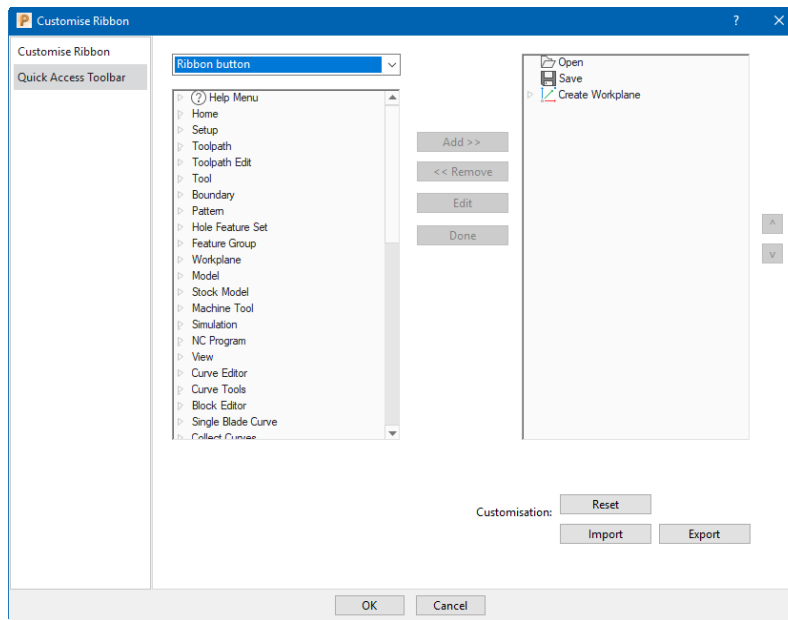 Customise Ribbon
?
Customise Ribbon
Quick Access Toolbar
Ribbon button
? Help Menu
Home
Setup
Toolpath
Toolpath Edit
Tool
Boundary
Pattern
Hole Feature Set
Feature Group
Workplane
Model
Stock Model
Machine Tool
Simulation
NC Program
View
Curve Editor
Curve Tools
Block Editor
Single Blade Curve
Collect Curves
Add >>
<< Remove
Edit
Done
Open
Save
Create Workplane
^
v
Customisation:
Reset
Import
Export
OK
Cancel